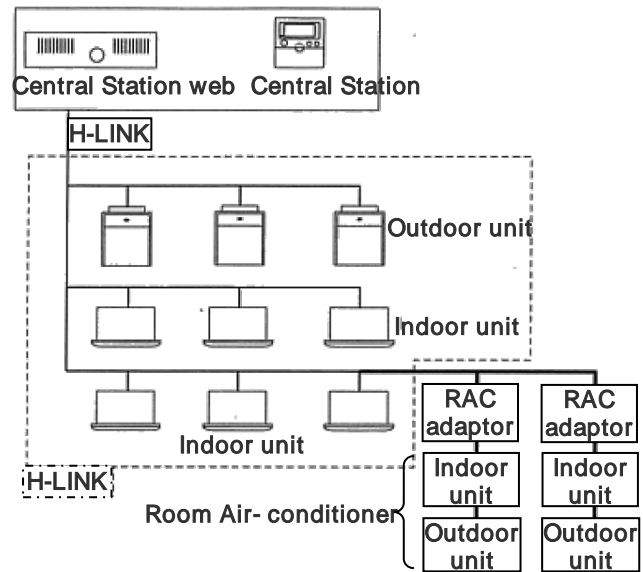 Central Station web Central Station
H-LINK
Outdoor unit
Indoor unit
Indoor unit
RAC
adaptor
RAC
adaptor
H-LINK
Room Air- conditioner
Indoor
unit
Indoor
unit
Outdoor
unit
Outdoor
unit